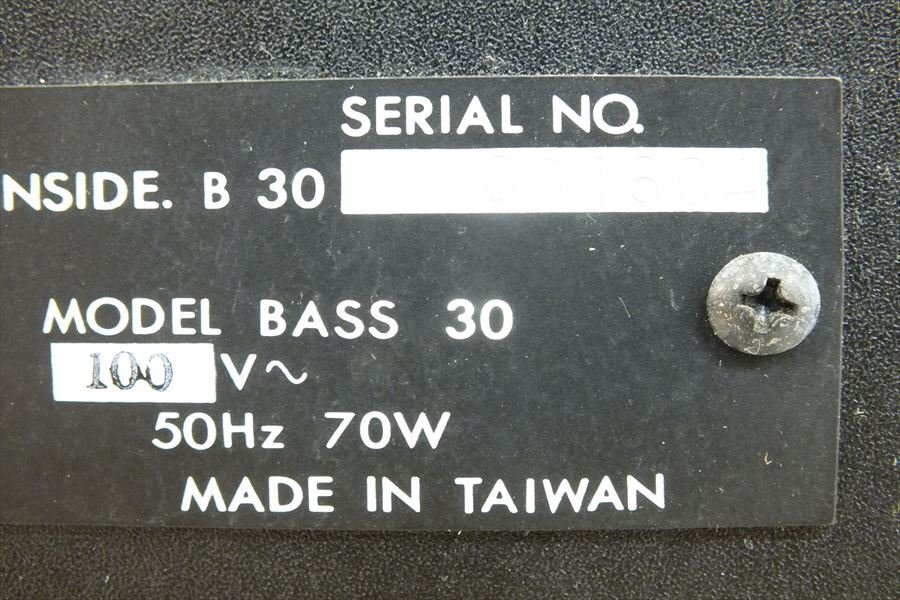 SERIAL NO.
NSIDE. B 30
MODEL BASS 30
100 V~
50Hz 70W
MADE IN TAIWAN